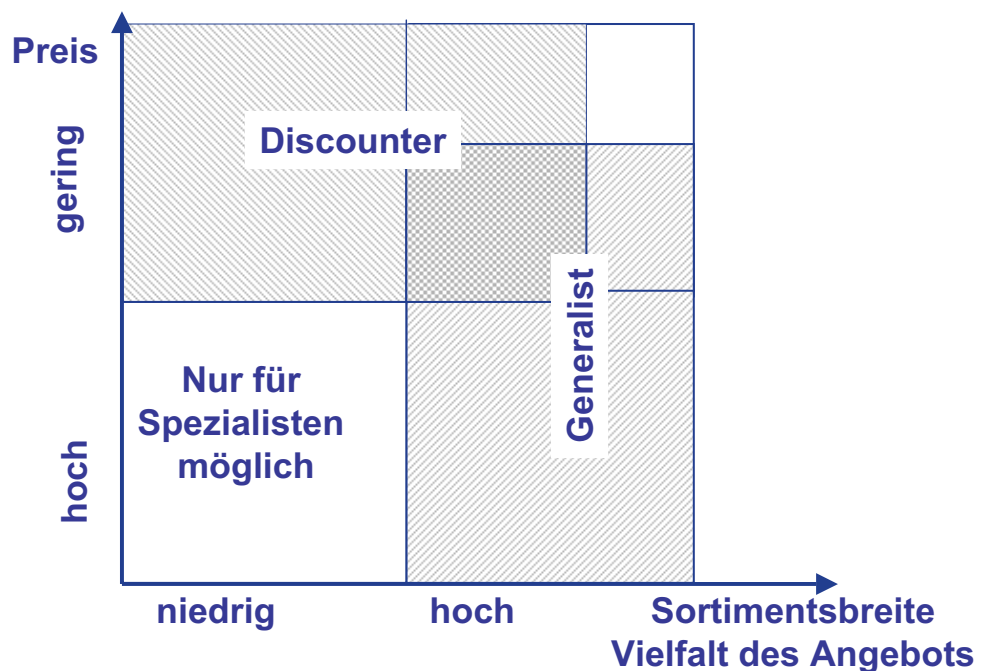 Preis
gering
Discounter
Generalist
Nur für
Spezialisten
möglich
hoch
niedrig
hoch
Sortimentsbreite
Vielfalt des Angebots